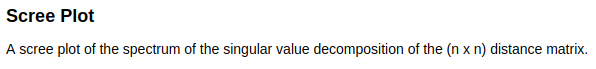 Scree Plot
A scree plot of the spectrum of the singular value decomposition of the (n x n) distance matrix.